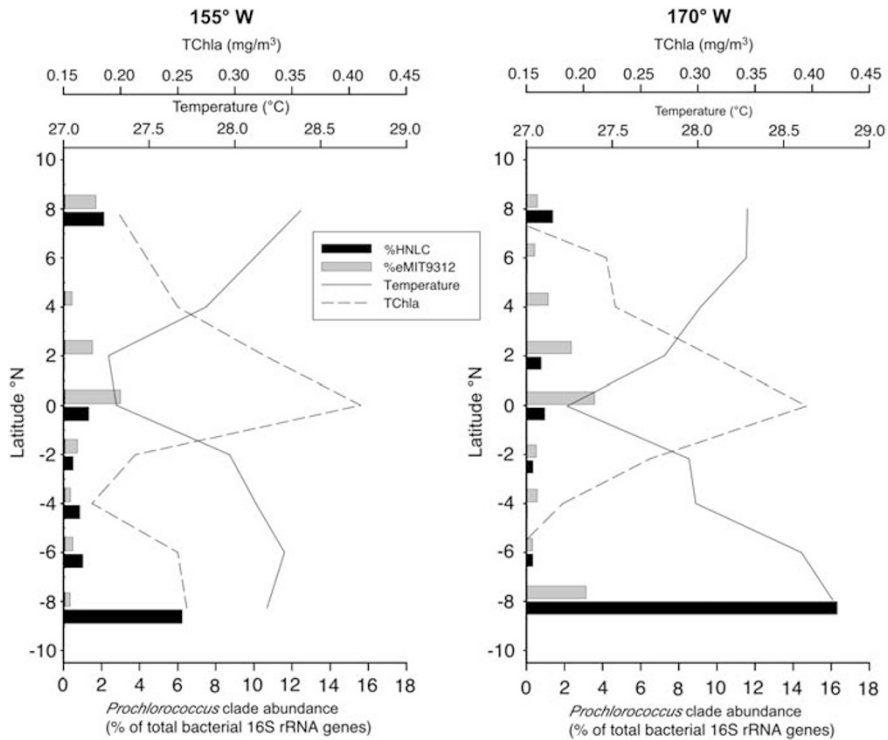 155° W
TChla (mg/m³)
0.15 0.20 0.25 0.30 0.35 0.40 0.45
Temperature (°C)
27.0 27.5 28.0 28.5 29.0
10
8
6
4
2
0
-2
-4
-6
-8
-10
Latitude °N
0 2 4 6 8 10 12 14 16 18
Prochlorococcus clade abundance
(% of total bacterial 16S rRNA genes)
%HNLC
%eMIT9312
Temperature
TChla
170° W
TChla (mg/m³)
0.15 0.20 0.25 0.30 0.35 0.40 0.45
Temperature (°C)
27.0 27.5 28.0 28.5 29.0
10
8
6
4
2
0
-2
-4
-6
-8
-10
Latitude °N
0 2 4 6 8 10 12 14 16 18
Prochlorococcus clade abundance
(% of total bacterial 16S rRNA genes)